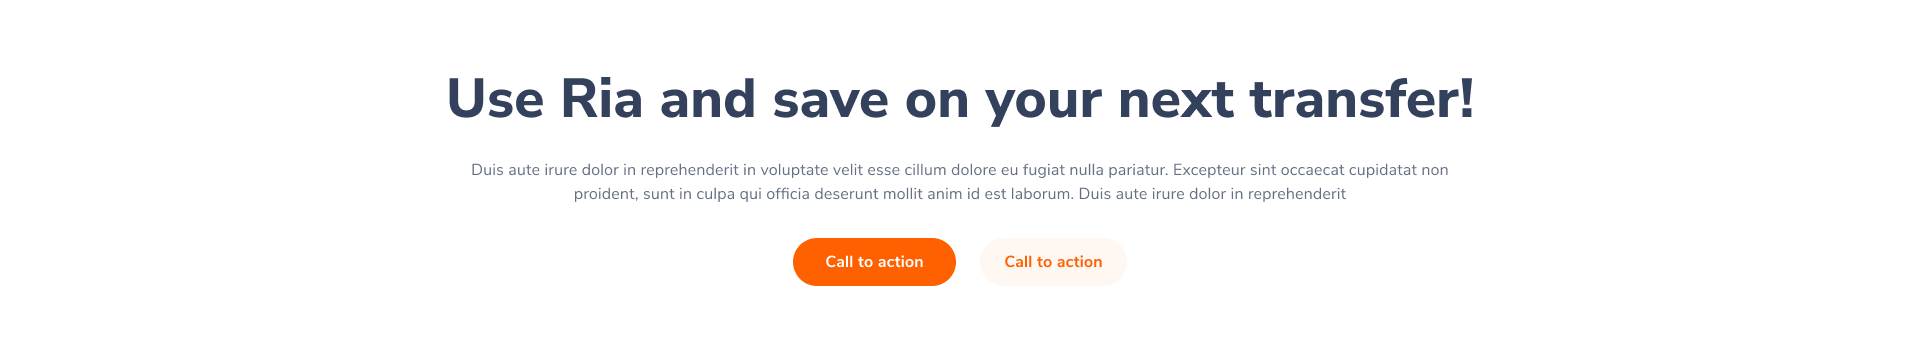 Use Ria and save on your next transfer!
Duis aute irure dolor in reprehenderit in voluptate velit esse cillum dolore eu fugiat nulla pariatur. Excepteur sint occaecat cupidatat non
proident, sunt in culpa qui officia deserunt mollit anim id est laborum. Duis aute irure dolor in reprehenderit
Call to action
Call to action